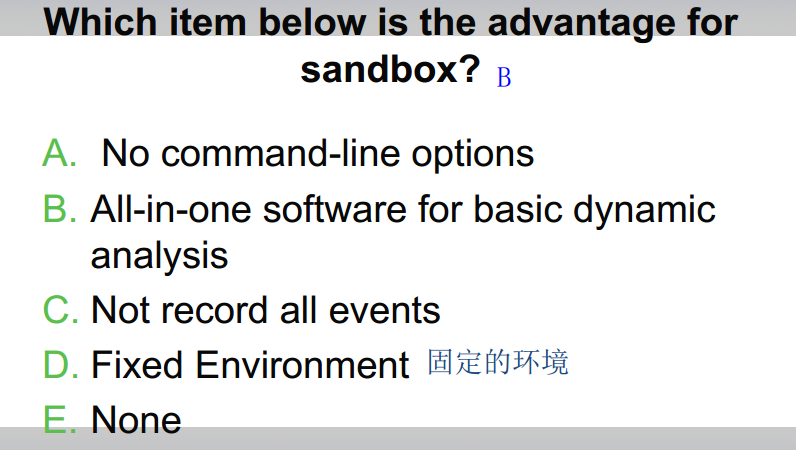 Which item below is the advantage for
sandbox? B
A. No command-line options
B. All-in-one software for basic dynamic
analysis
C. Not record all events
D. Fixed Environment 固定的环境
E. None